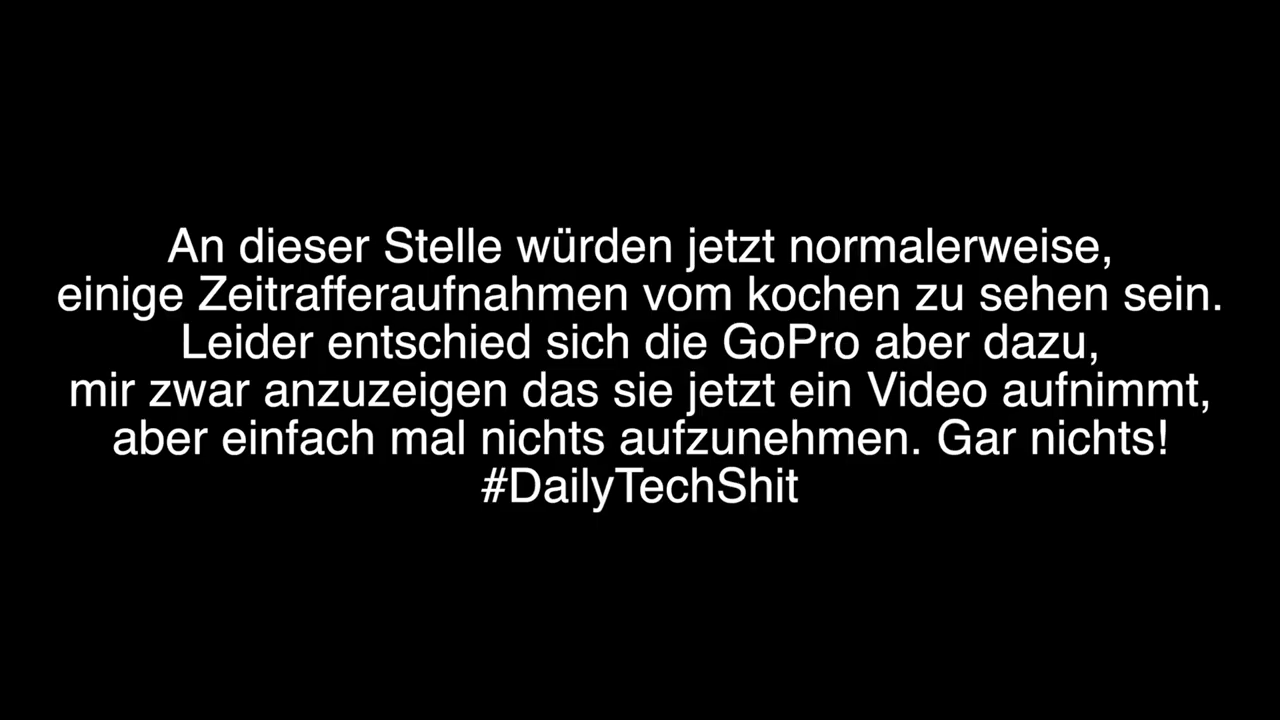 An dieser Stelle würden jetzt normalerweise,
einige Zeitrafferaufnahmen vom kochen zu sehen sein.
Leider entschied sich die GoPro aber dazu,
mir zwar anzuzeigen das sie jetzt ein Video aufnimmt,
aber einfach mal nichts aufzunehmen. Gar nichts!
#DailyTechShit